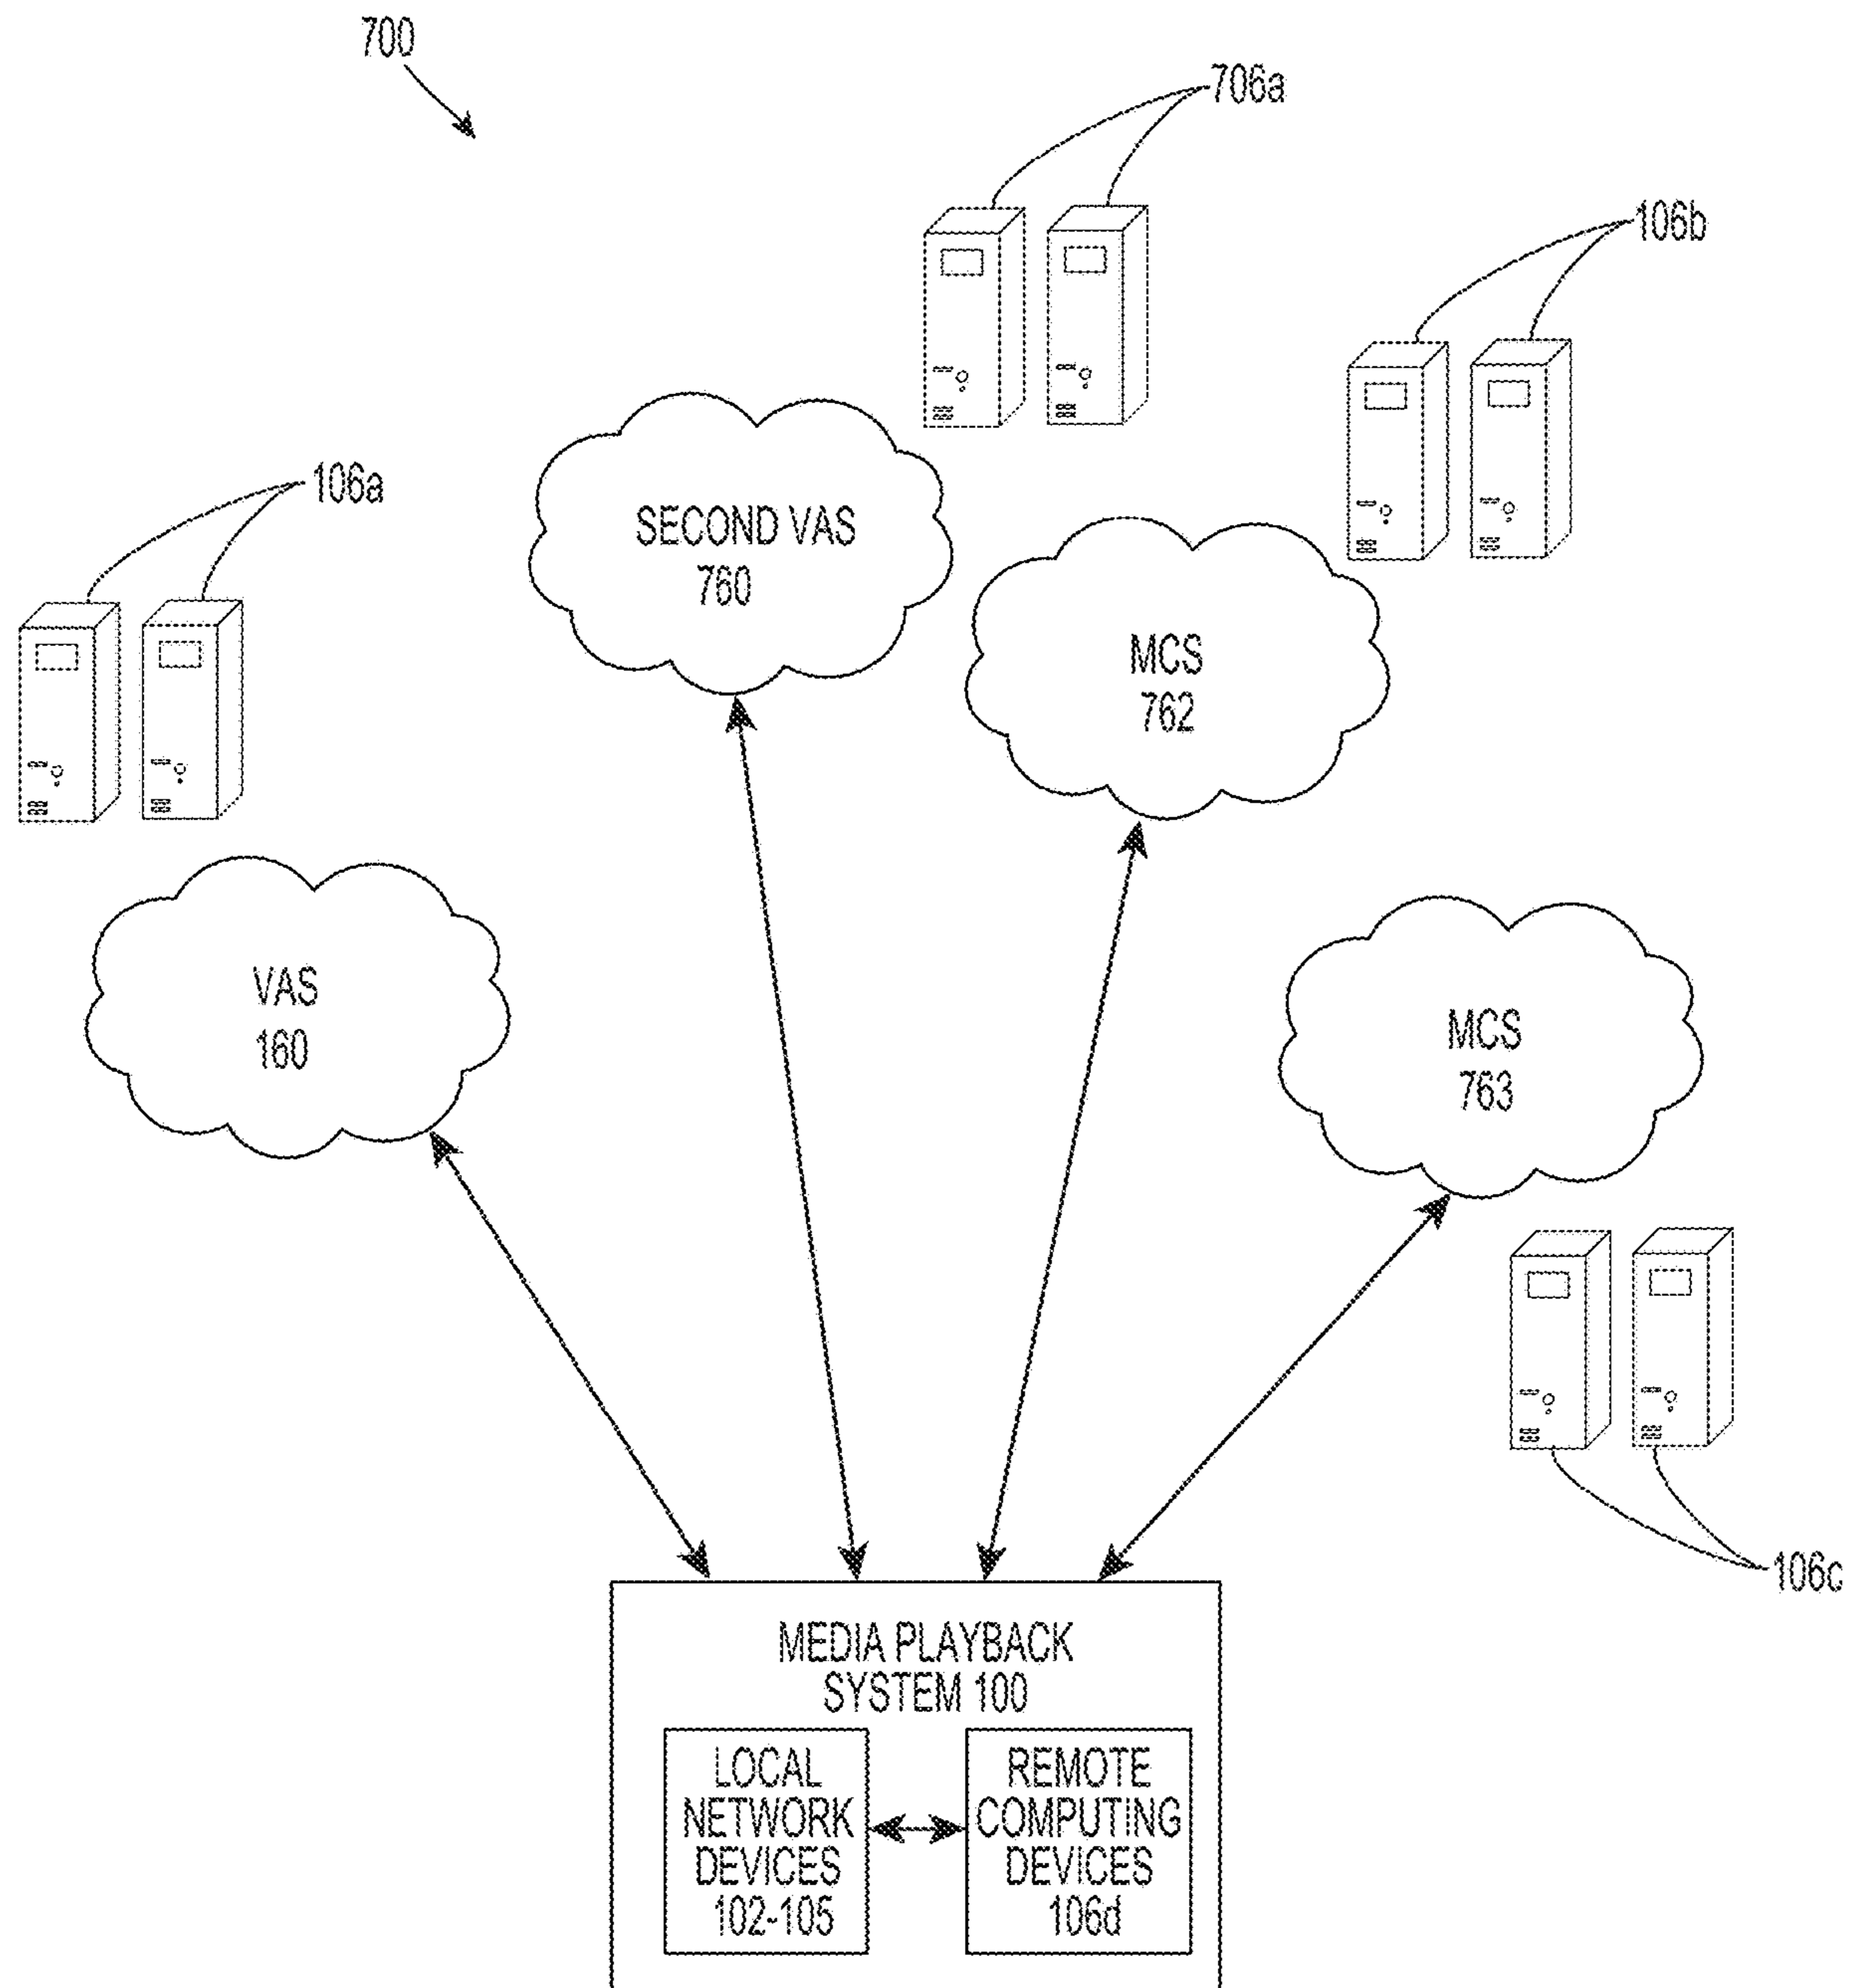 700
706a
106b
106a
SECOND VAS
760
MCS
762
VAS
160
MCS
763
106c
MEDIA PLAYBACK
SYSTEM 100
LOCAL
NETWORK
DEVICES
102-105
REMOTE
COMPUTING
DEVICES
106d